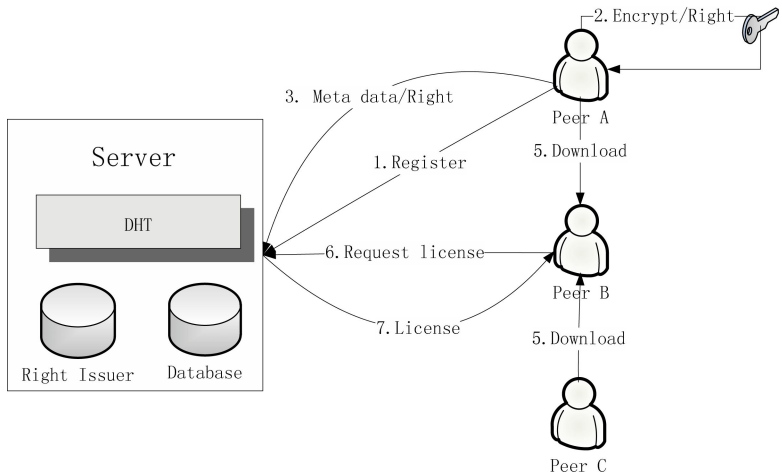 2.Encrypt/Right
3. Meta data/Right
Peer A
Server
1.Register
5.Download
DHT
6.Request license
Peer B
7.License
5.Download
Right Issuer
Database
Peer C